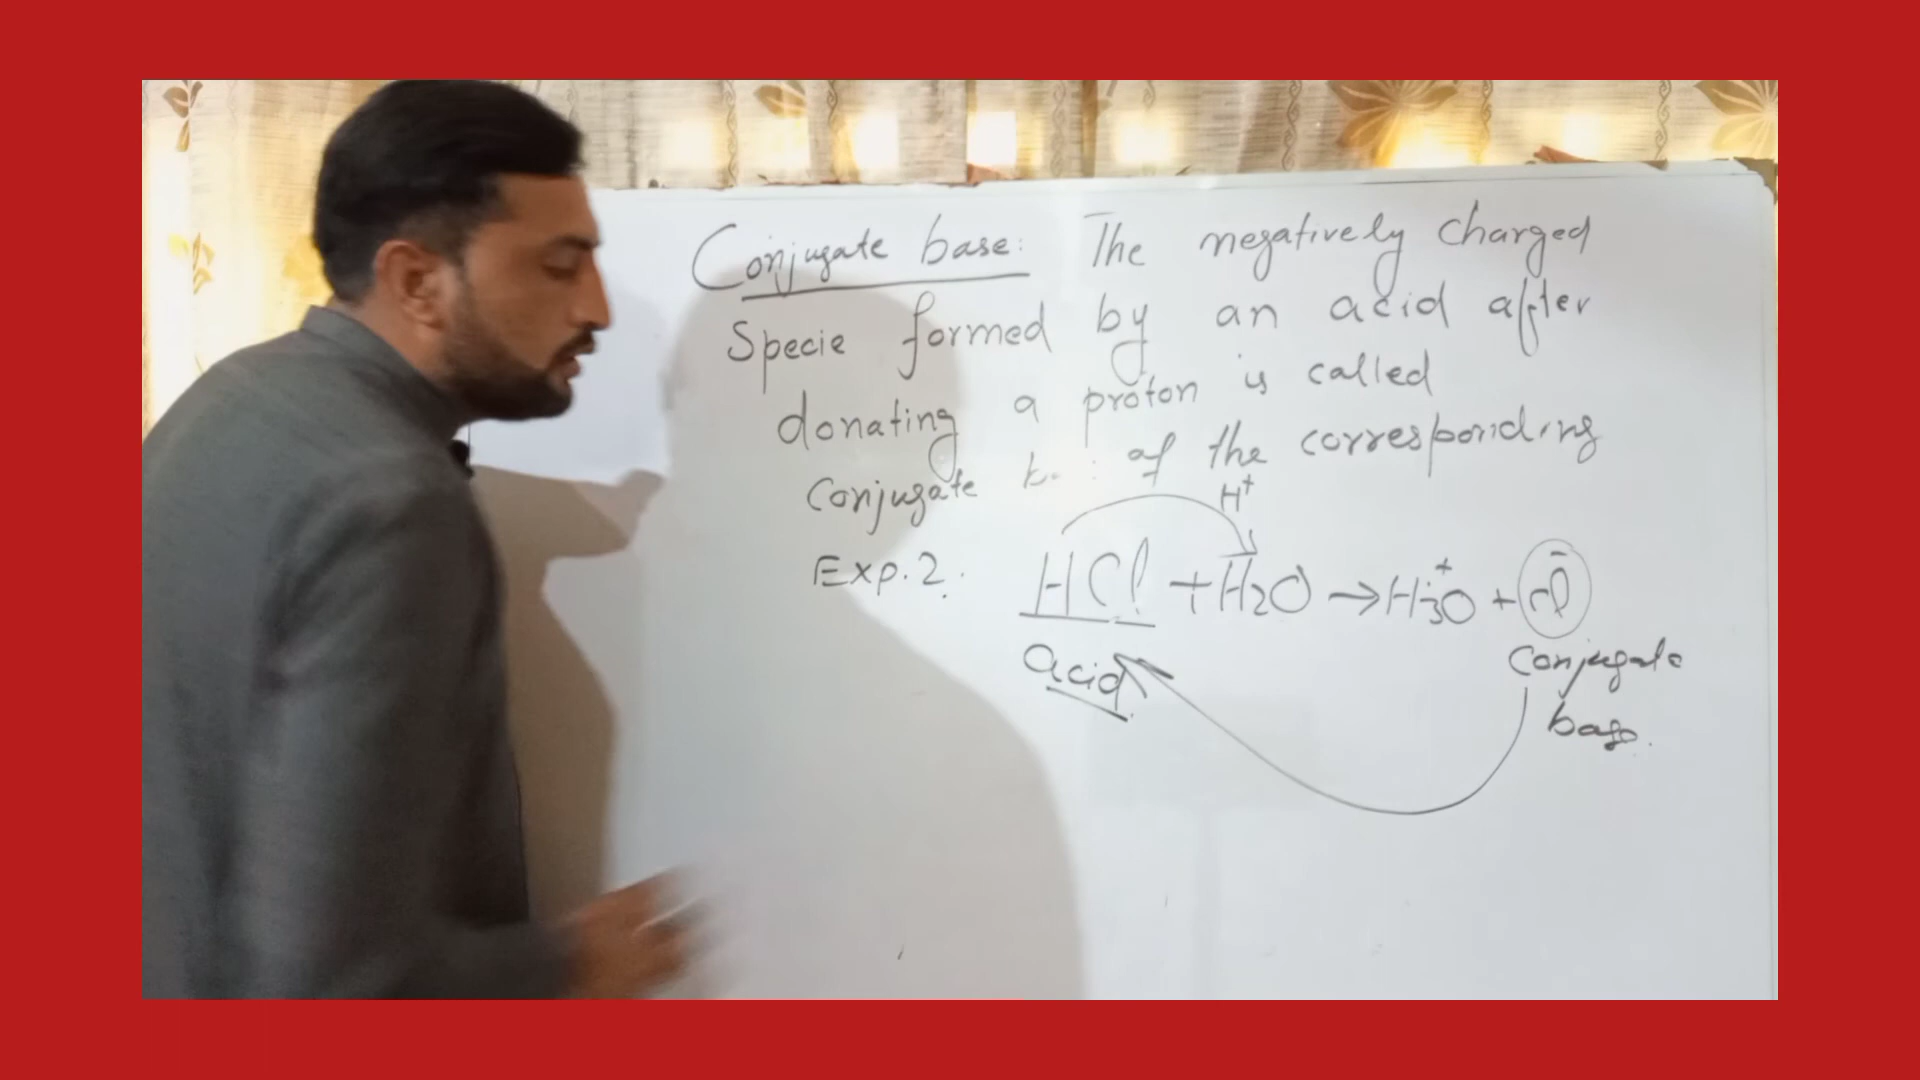 Conjugate base: The negatively charged
Specie formed by an acid after
donating a proton is called
Conjugate of the corresponding
H⁺
Exp.2. HCl + H₂O → H₃O⁺ + Cl⁻
acid
Conjugate
base.